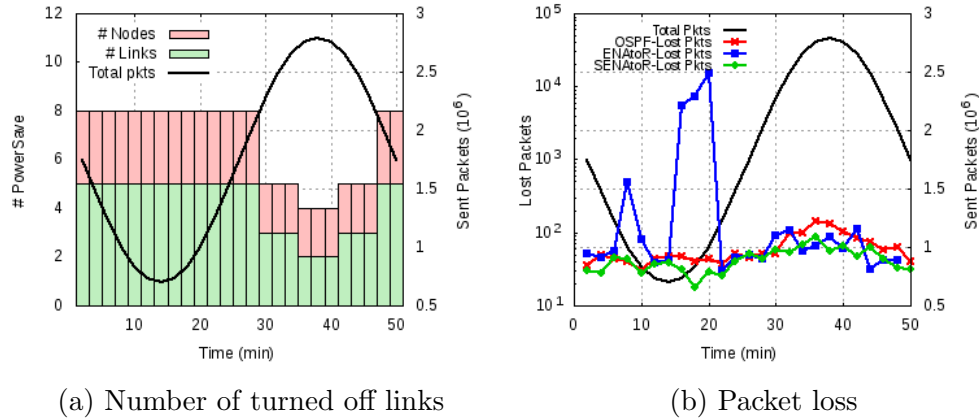 12
10
8
6
4
2
0
# PowerSave
# Nodes
# Links
Total pkts
3
2.5
2
1.5
1
0.5
Sent Packets (10^6)
0
10
20
30
40
50
Time (min)
(a) Number of turned off links
10^5
10^4
10^3
10^2
10^1
Lost Packets
Total Pkts
OSPF-Lost Pkts
ENAtoR-Lost Pkts
SENAtoR-Lost Pkts
3
2.5
2
1.5
1
0.5
Sent Packets (10^6)
0
10
20
30
40
50
Time (min)
(b) Packet loss